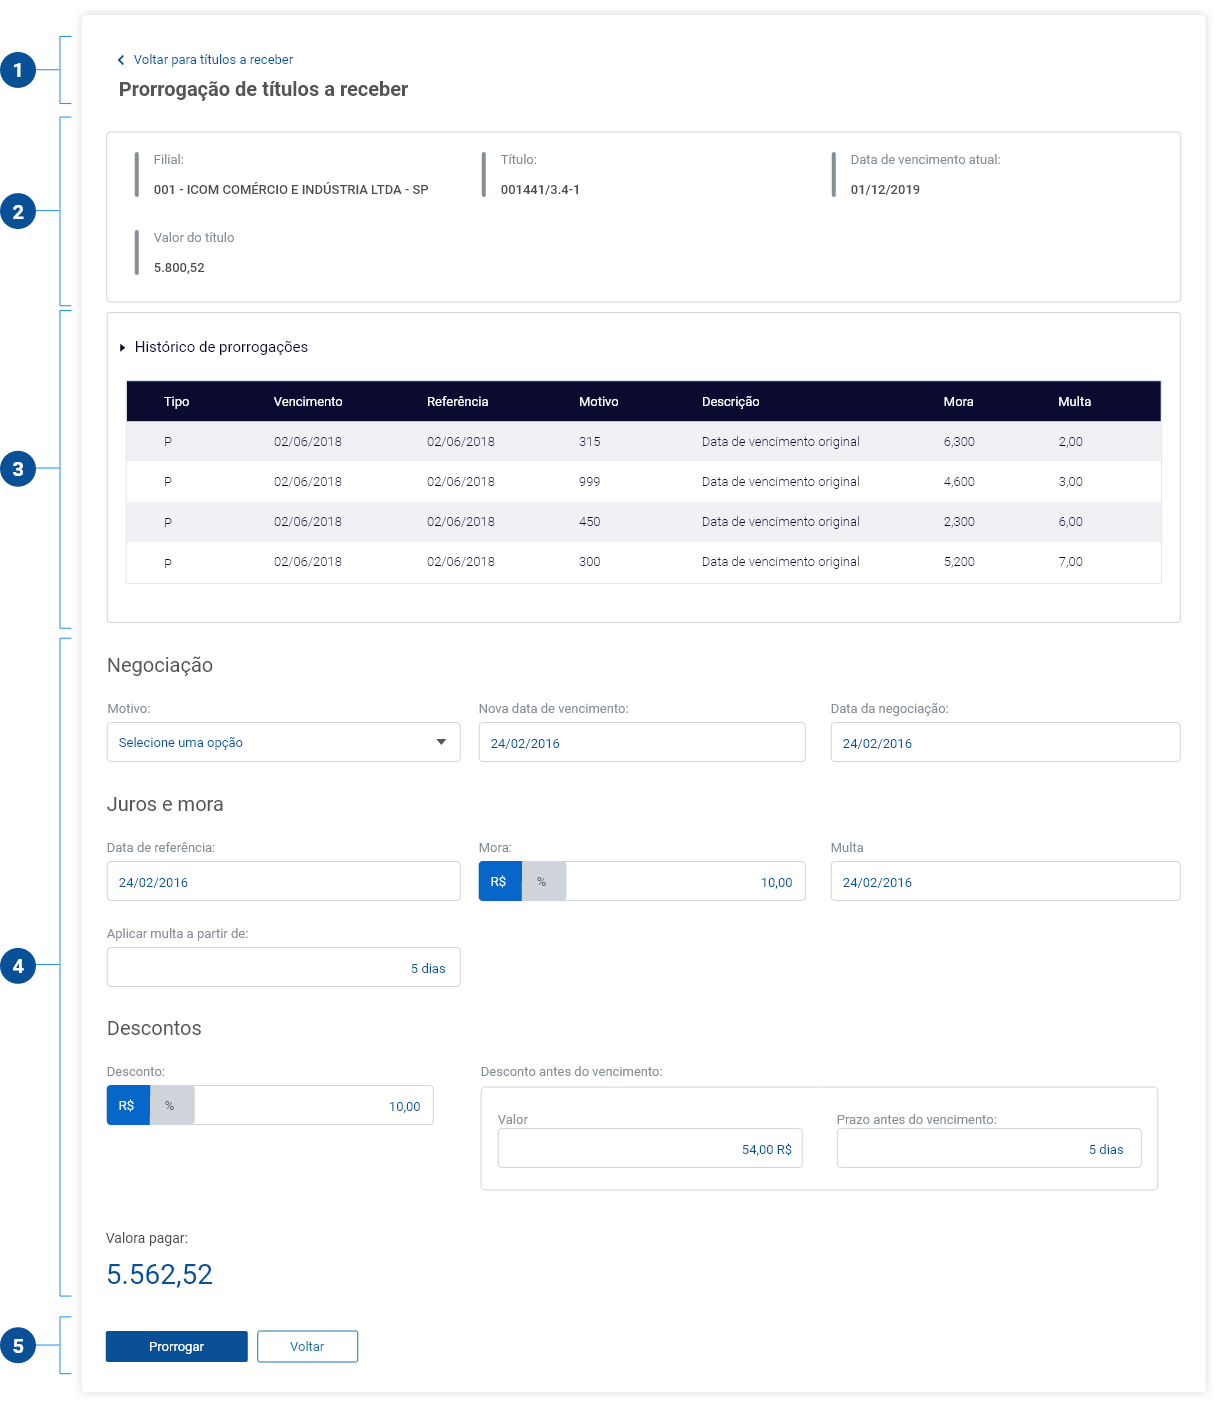 1
Voltar para títulos a receber
Prorrogação de títulos a receber
2
Filial: Título: Data de vencimento atual:
001 - ICOM COMÉRCIO E INDÚSTRIA LTDA - SP 001441/3.4-1 01/12/2019
Valor do título
5.800,52
3
Histórico de prorrogações
Tipo Vencimento Referência Motivo Descrição Mora Multa
P 02/06/2018 02/06/2018 315 Data de vencimento original 6,300 2,00
P 02/06/2018 02/06/2018 999 Data de vencimento original 4,600 3,00
P 02/06/2018 02/06/2018 450 Data de vencimento original 2,300 6,00
P 02/06/2018 02/06/2018 300 Data de vencimento original 5,200 7,00
4
Negociação
Motivo: Nova data de vencimento: Data da negociação:
Selecione uma opção 24/02/2016 24/02/2016
Juros e mora
Data de referência: Mora: Multa
24/02/2016 R$ % 10,00 24/02/2016
Aplicar multa a partir de:
5 dias
Descontos
Desconto: Desconto antes do vencimento:
R$ % 10,00
Valor Prazo antes do vencimento:
54,00 R$ 5 dias
Valora pagar:
5.562,52
5
Prorrogar Voltar